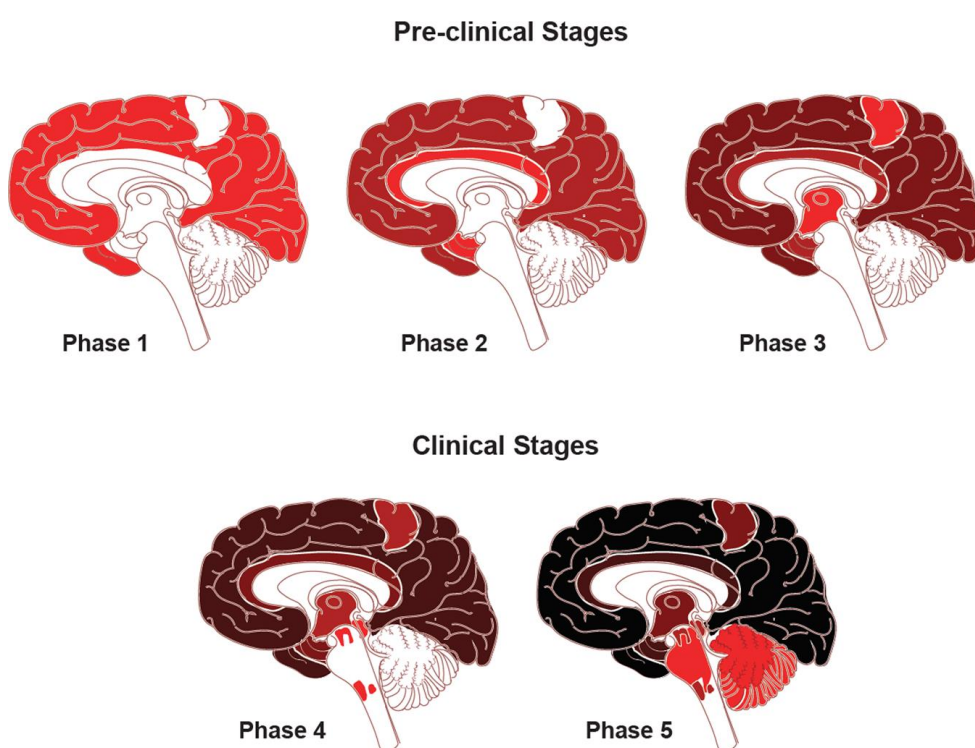 Pre-clinical Stages
Phase 1
Phase 2
Phase 3
Clinical Stages
Phase 4
Phase 5